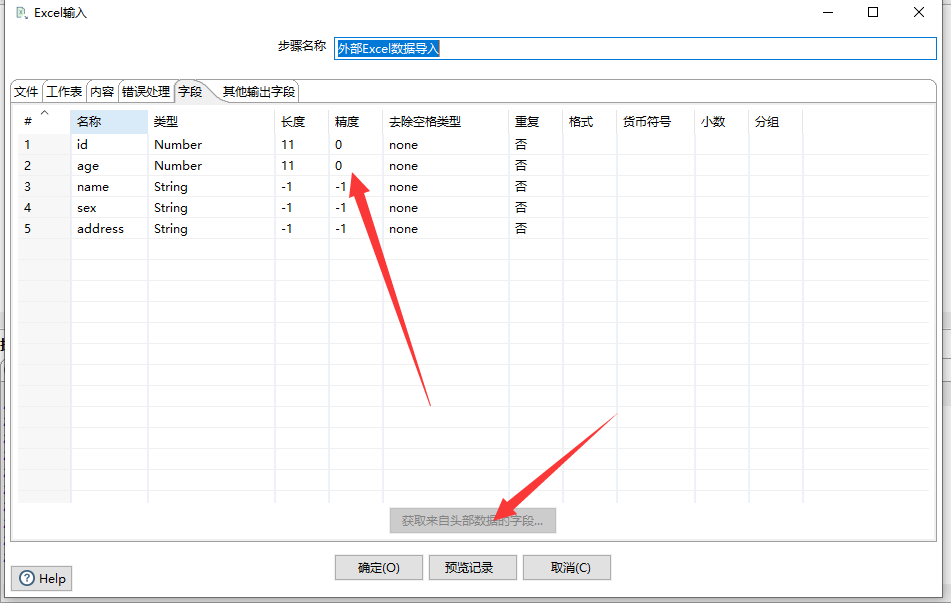 Excel输入
步骤名称 外部Excel数据导入
文件 工作表 内容 错误处理 字段 其他输出字段
# 名称 类型 长度 精度 去除空格类型 重复 格式 货币符号 小数 分组
1 id Number 11 0 none 否
2 age Number 11 0 none 否
3 name String -1 -1 none 否
4 sex String -1 -1 none 否
5 address String -1 -1 none 否
获取来自头部数据的字段...
确定(O) 预览记录 取消(C)
Help